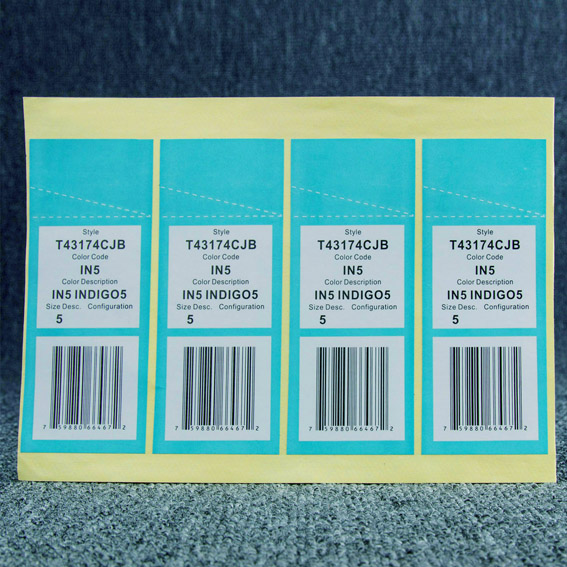 Style
T43174CJB
Color Code
IN5
Color Description
IN5 INDIGO5
Size Desc. Configuration
5
7 59880 66467 2
Style
T43174CJB
Color Code
IN5
Color Description
IN5 INDIGO5
Size Desc. Configuration
5
7 59880 66467 2
Style
T43174CJB
Color Code
IN5
Color Description
IN5 INDIGO5
Size Desc. Configuration
5
7 59880 66467 2
Style
T43174CJB
Color Code
IN5
Color Description
IN5 INDIGO5
Size Desc. Configuration
5
7 59880 66467 2